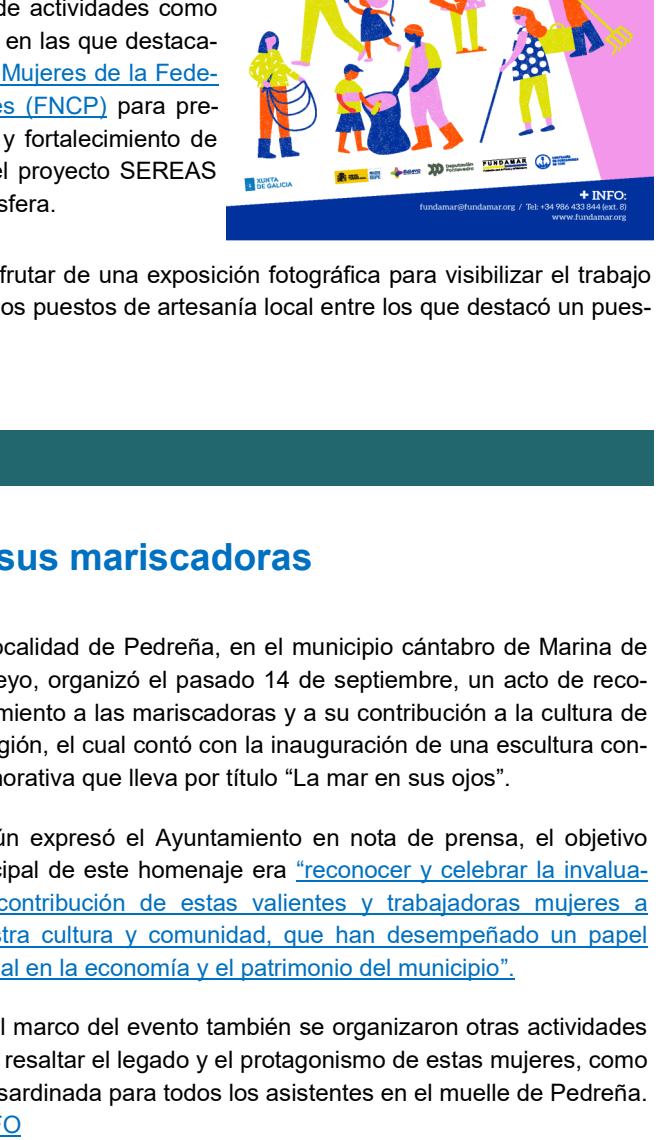 de actividades como
en las que destaca-
Mujeres de la Fede-
es (FNCP) para pre-
y fortalecimiento de
el proyecto SEREAS
sfera.
XUNTA
DE GALICIA
Deputación
Pontevedra
FUNDAMAR
+ INFO:
fundamar@fundamar.org / Tel: +34 986 433 844 (ext. 8)
www.fundamar.org
frutar de una exposición fotográfica para visibilizar el trabajo
os puestos de artesanía local entre los que destacó un pues-
sus mariscadoras
ocalidad de Pedreña, en el municipio cántabro de Marina de
eyo, organizó el pasado 14 de septiembre, un acto de reco-
miento a las mariscadoras y a su contribución a la cultura de
gión, el cual contó con la inauguración de una escultura con-
norativa que lleva por título “La mar en sus ojos”.
ún expresó el Ayuntamiento en nota de prensa, el objetivo
cipal de este homenaje era “reconocer y celebrar la invalua-
contribución de estas valientes y trabajadoras mujeres a
stra cultura y comunidad, que han desempeñado un papel
al en la economía y el patrimonio del municipio”.
l marco del evento también se organizaron otras actividades
resaltar el legado y el protagonismo de estas mujeres, como
sardinada para todos los asistentes en el muelle de Pedreña.
FO